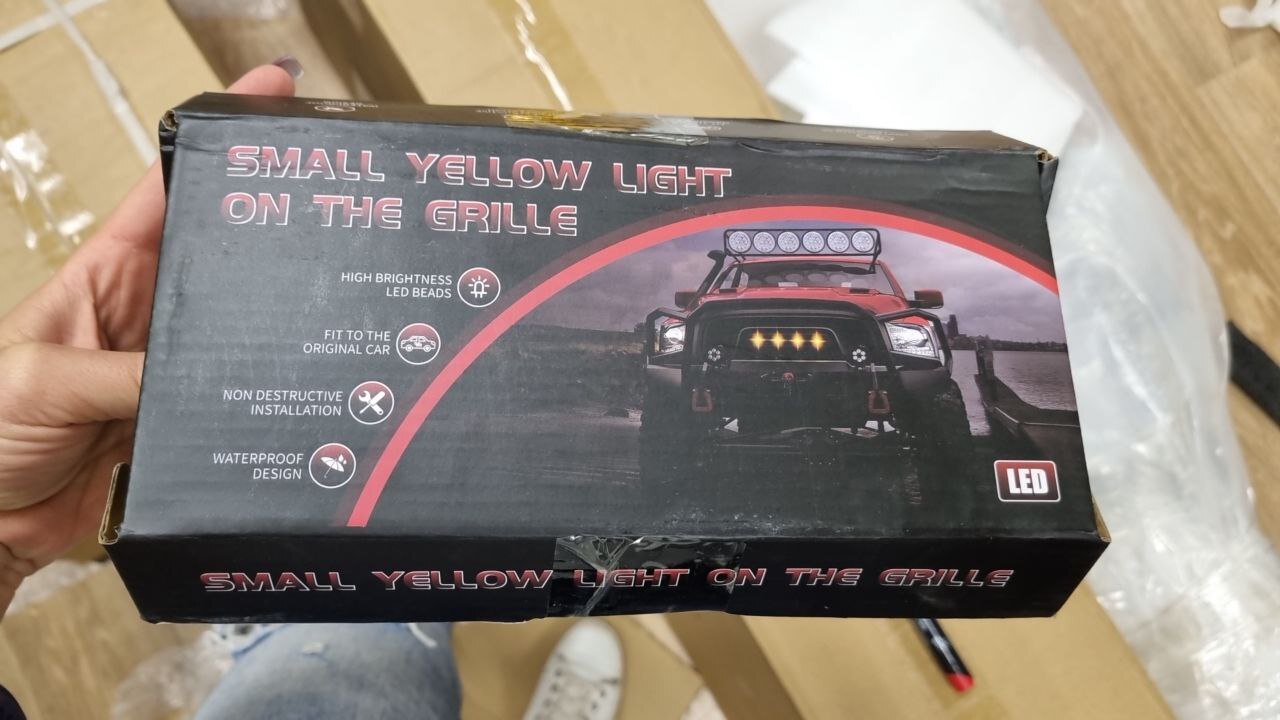 SMALL YELLOW LIGHT
ON THE GRILLE
HIGH BRIGHTNESS
LED BEADS
FIT TO THE
ORIGINAL CAR
NON DESTRUCTIVE
INSTALLATION
WATERPROOF
DESIGN
LED
SMALL YELLOW LIGHT ON THE GRILLE